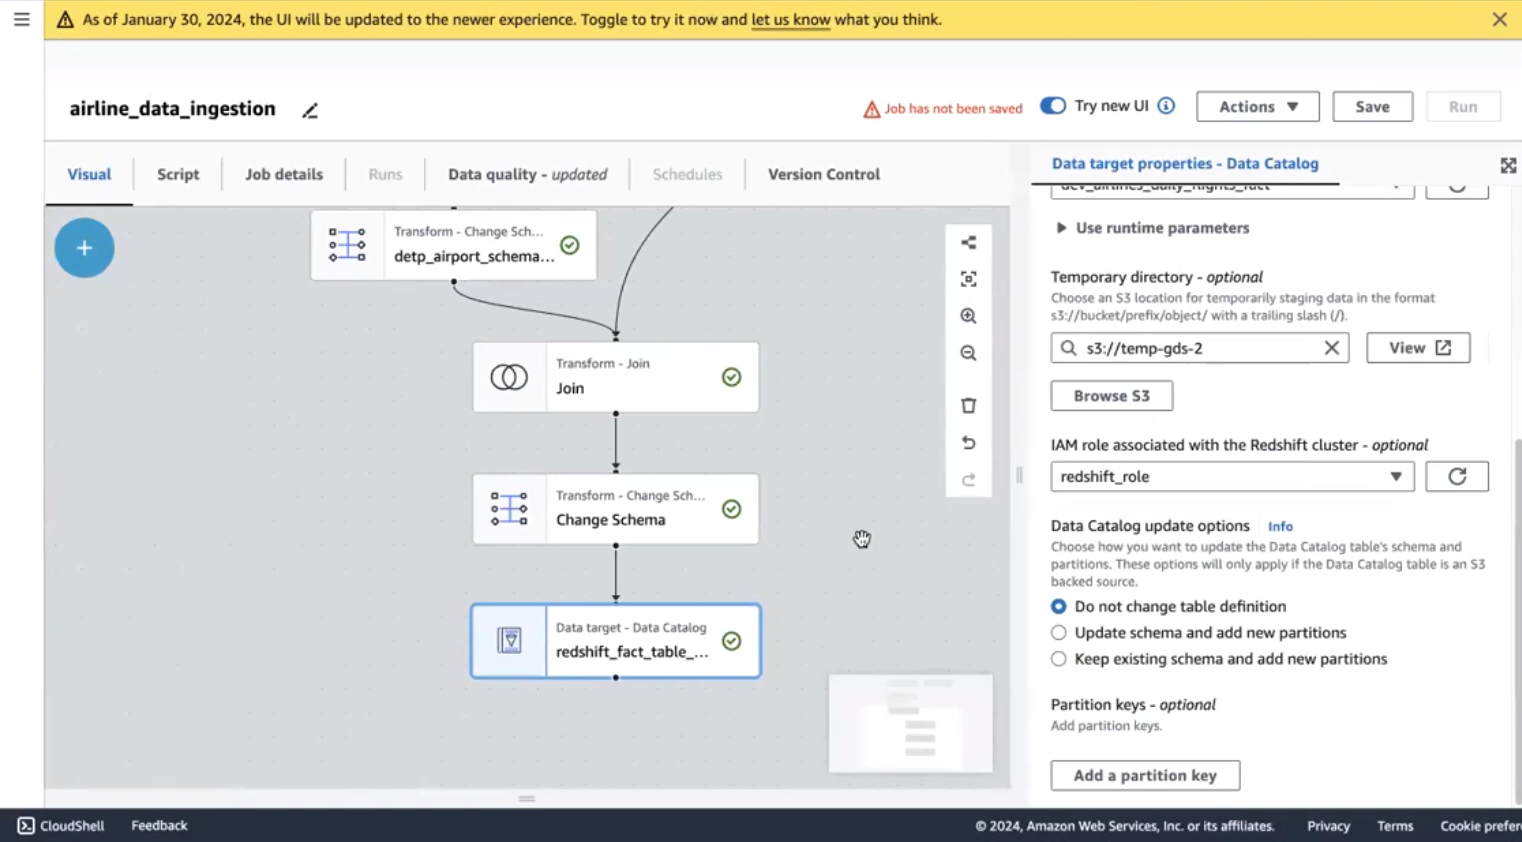 As of January 30, 2024, the UI will be updated to the newer experience. Toggle to try it now and let us know what you think.
airline_data_ingestion
Job has not been saved
Try new UI
Actions
Save
Run
Visual
Script
Job details
Runs
Data quality - updated
Schedules
Version Control
Data target properties - Data Catalog
Transform - Change Sch...
detp_airport_schema...
Transform - Join
Join
Transform - Change Sch...
Change Schema
Data target - Data Catalog
redshift_fact_table_...
dev_airlines_daily_flights_fact
Use runtime parameters
Temporary directory - optional
Choose an S3 location for temporarily staging data in the format
s3://bucket/prefix/object/ with a trailing slash (/).
s3://temp-gds-2
View
Browse S3
IAM role associated with the Redshift cluster - optional
redshift_role
Data Catalog update options Info
Choose how you want to update the Data Catalog table's schema and
partitions. These options will only apply if the Data Catalog table is an S3
backed source.
Do not change table definition
Update schema and add new partitions
Keep existing schema and add new partitions
Partition keys - optional
Add partition keys.
Add a partition key
CloudShell
Feedback
© 2024, Amazon Web Services, Inc. or its affiliates.
Privacy
Terms
Cookie prefer